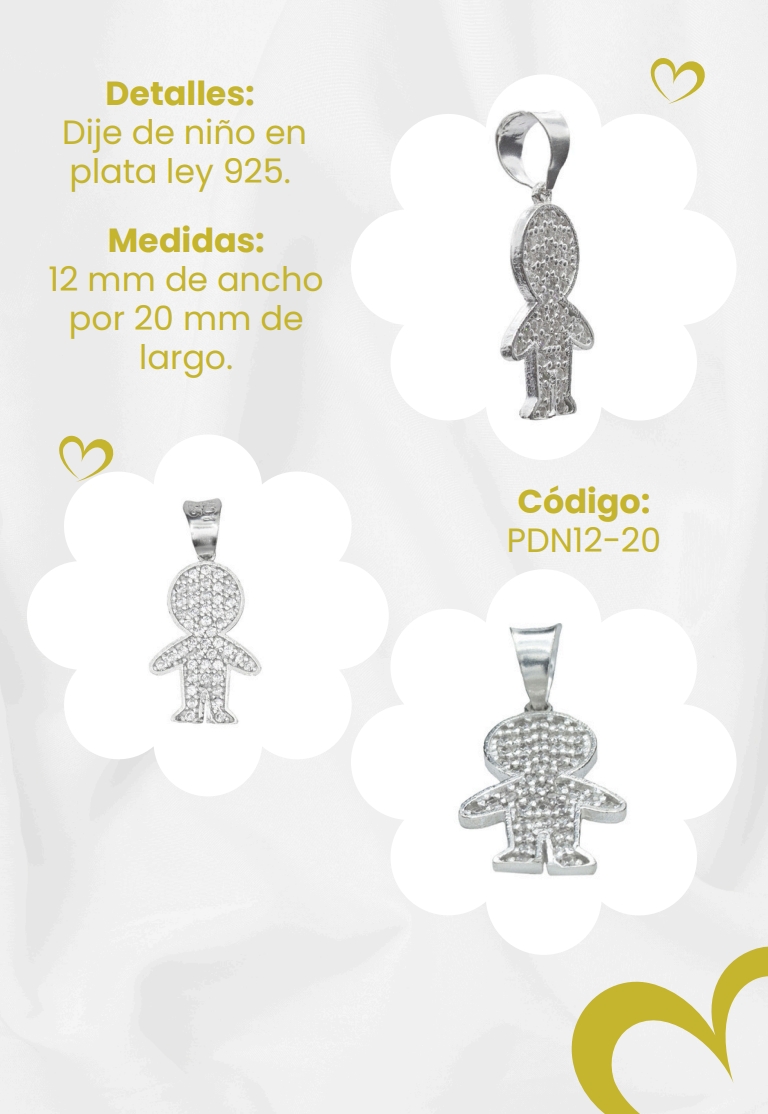 Detalles:
Dije de niño en
plata ley 925.
Medidas:
12 mm de ancho
por 20 mm de
largo.
Código:
PDN12-20